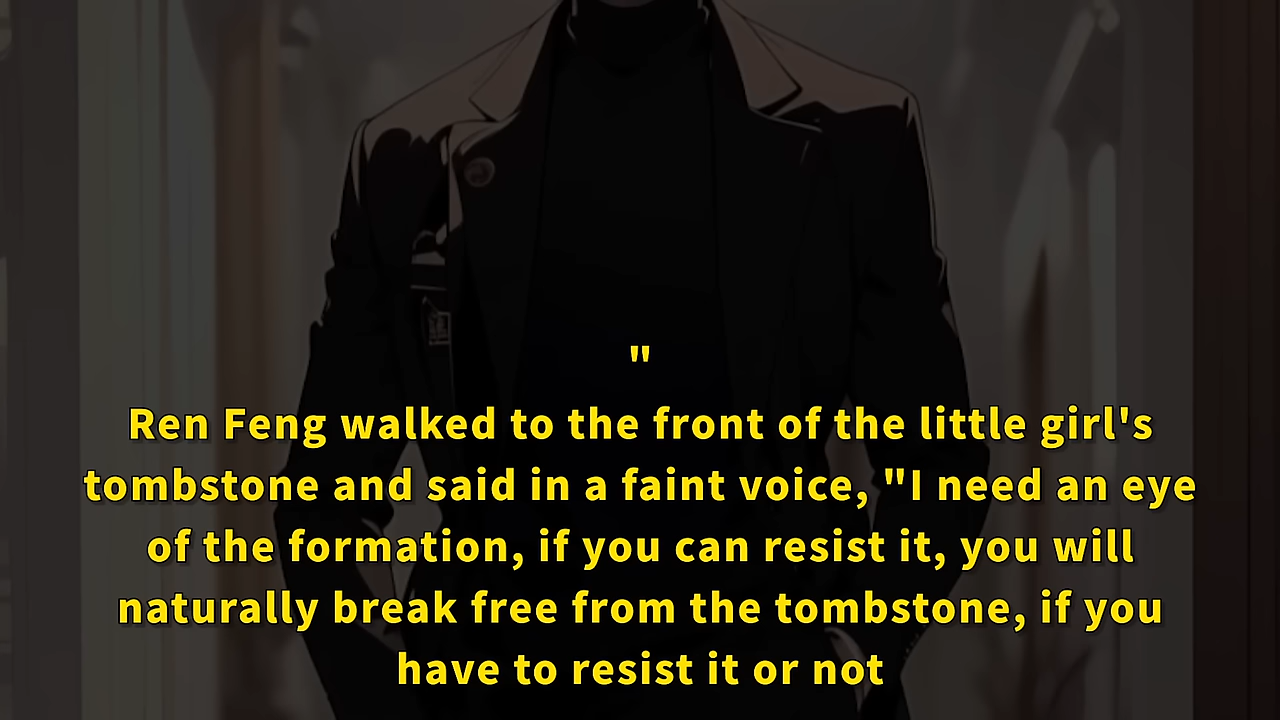 "
Ren Feng walked to the front of the little girl's
tombstone and said in a faint voice, "I need an eye
of the formation, if you can resist it, you will
naturally break free from the tombstone, if you
have to resist it or not